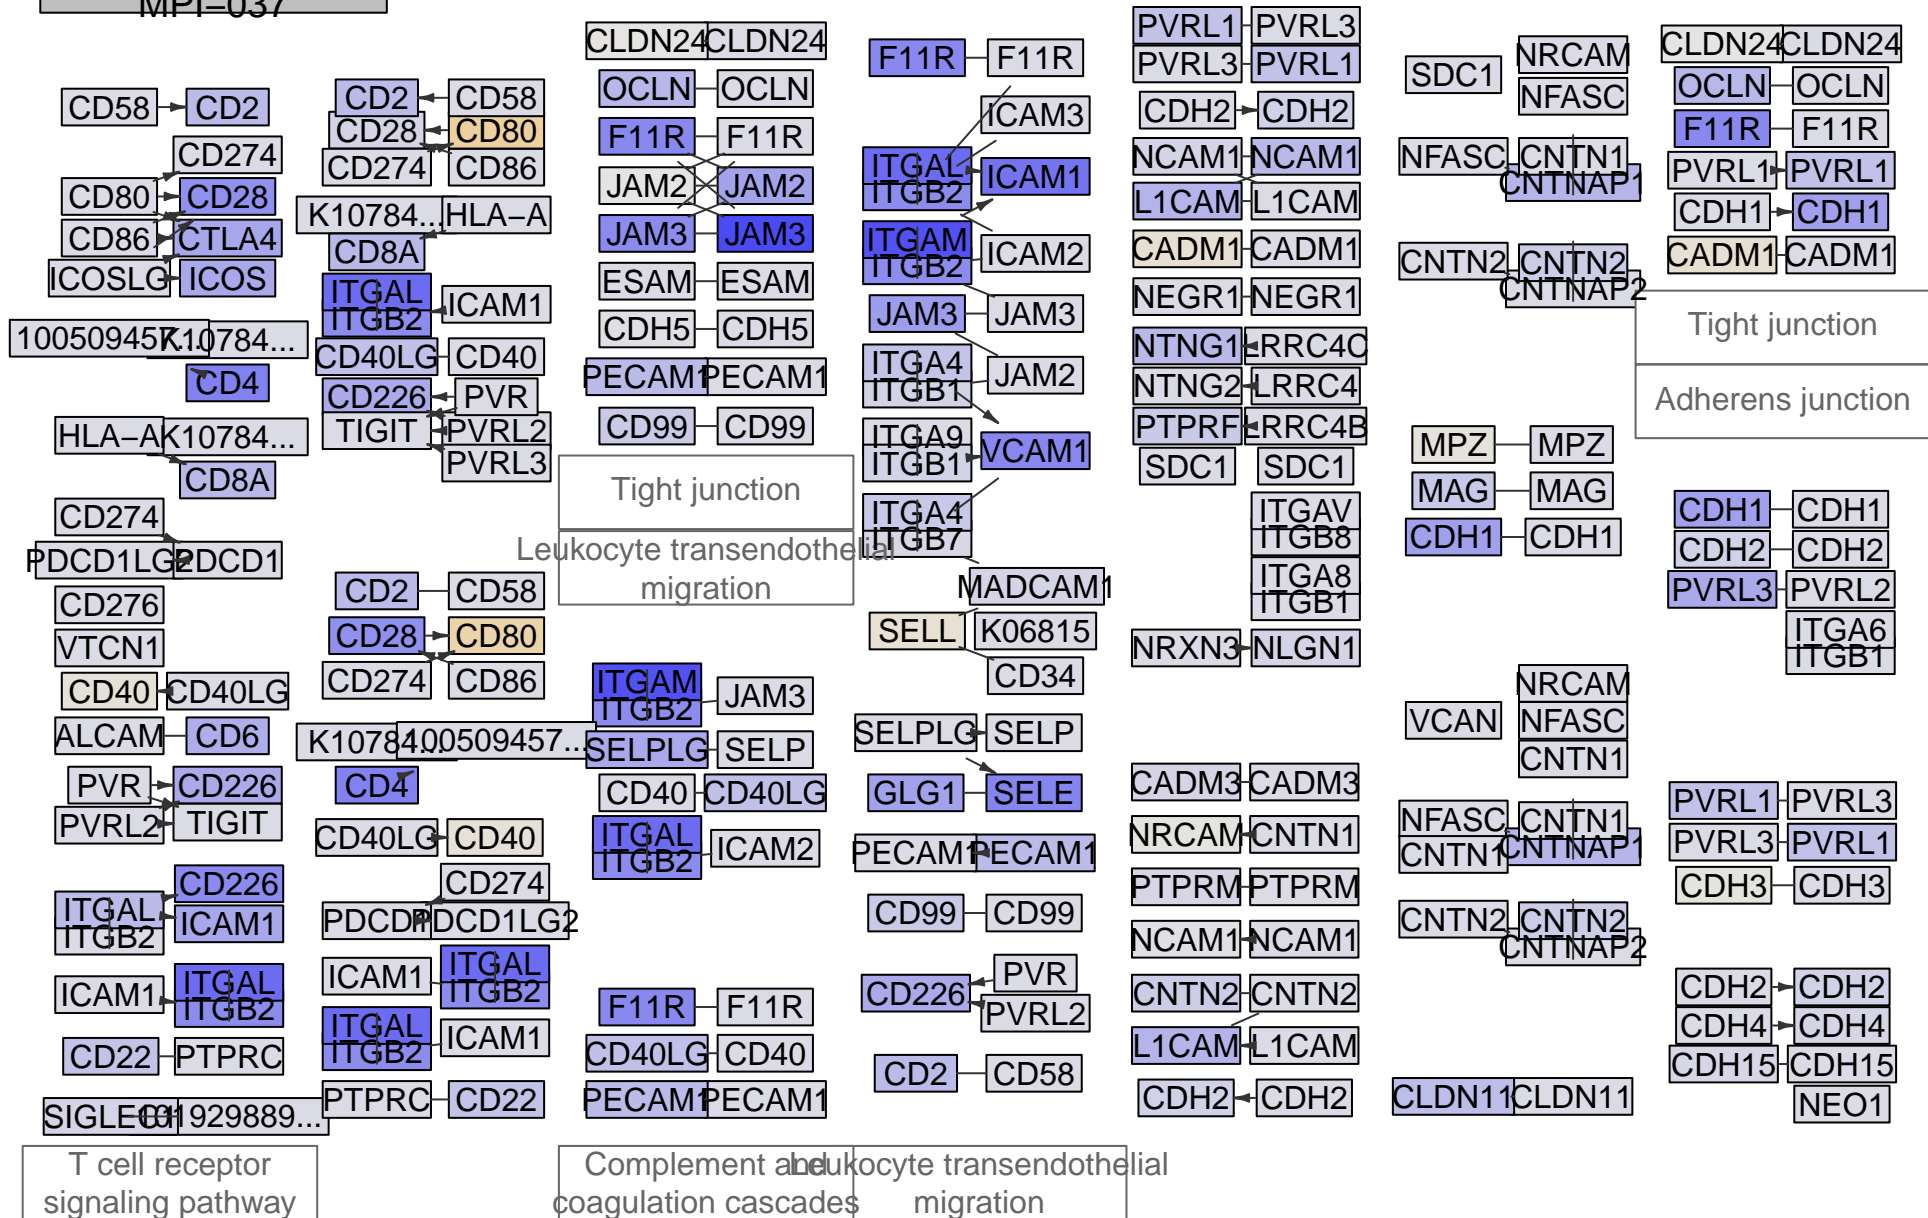 MPI−037
CD58
CD2
CD274
CD80
CD28
CD86
CTLA4
ICOSLG
ICOS
100509457...
K10784...
CD4
HLA−A
K10784...
CD8A
CD274
PDCD1LG2
PDCD1
CD276
VTCN1
CD40
CD40LG
ALCAM
CD6
PVR
CD226
PVRL2
TIGIT
ITGAL
ITGB2
CD226
ICAM1
ICAM1
ITGAL
ITGB2
CD22
PTPRC
101929889...
T cell receptor
signaling pathway
CD2
CD58
CD28
CD80
CD274
CD86
K10784...
HLA−A
CD8A
ITGAL
ITGB2
ICAM1
CD40LG
CD40
CD226
PVR
TIGIT
PVRL2
PVRL3
CD2
CD58
CD28
CD80
CD274
CD86
K10784...
100509457...
CD4
CD40LG
CD40
CD274
PDCD1
PDCD1LG2
ICAM1
ITGAL
ITGB2
ITGAL
ITGB2
ICAM1
PTPRC
CD22
CLDN24
CLDN24
OCLN
OCLN
F11R
F11R
JAM2
JAM2
JAM3
JAM3
ESAM
ESAM
CDH5
CDH5
PECAM1
PECAM1
CD99
CD99
Tight junction
Leukocyte transendothelial
migration
ITGAM
ITGB2
JAM3
SELPLG
SELP
CD40
CD40LG
ITGAL
ITGB2
ICAM2
F11R
F11R
CD40LG
CD40
PECAM1
PECAM1
Complement and
coagulation cascades
F11R
F11R
ICAM3
ITGAL
ITGB2
ICAM1
ITGAM
ITGB2
ICAM2
JAM3
JAM3
ITGA4
ITGB1
JAM2
ITGA9
ITGB1
VCAM1
ITGA4
ITGB7
MADCAM1
SELL
K06815
CD34
SELPLG
SELP
GLG1
SELE
PECAM1
PECAM1
CD99
CD99
CD226
PVR
PVRL2
CD2
CD58
Leukocyte transendothelial
migration
PVRL1
PVRL3
PVRL3
PVRL1
CDH2
CDH2
NCAM1
NCAM1
L1CAM
L1CAM
CADM1
CADM1
NEGR1
NEGR1
NTNG1
LRRC4C
NTNG2
LRRC4
PTPRF
LRRC4B
SDC1
SDC1
ITGAV
ITGB8
ITGA8
ITGB1
NRXN3
NLGN1
CADM3
CADM3
NRCAM
CNTN1
PTPRM
PTPRM
NCAM1
NCAM1
CNTN2
CNTN2
L1CAM
L1CAM
CDH2
CDH2
SDC1
NRCAM
NFASC
NFASC
CNTN1
CNTNAP1
CNTN2
CNTN2
CNTNAP2
MPZ
MPZ
MAG
MAG
CDH1
CDH1
VCAN
NRCAM
NFASC
CNTN1
NFASC
CNTN1
CNTN1
CNTNAP1
CNTN2
CNTN2
CNTNAP2
CLDN11
CLDN11
CLDN24
CLDN24
OCLN
OCLN
F11R
F11R
PVRL1
PVRL1
CDH1
CDH1
CADM1
CADM1
Tight junction
Adherens junction
CDH1
CDH1
CDH2
CDH2
PVRL3
PVRL2
ITGA6
ITGB1
PVRL1
PVRL3
PVRL3
PVRL1
CDH3
CDH3
CDH2
CDH2
CDH4
CDH4
CDH15
CDH15
NEO1